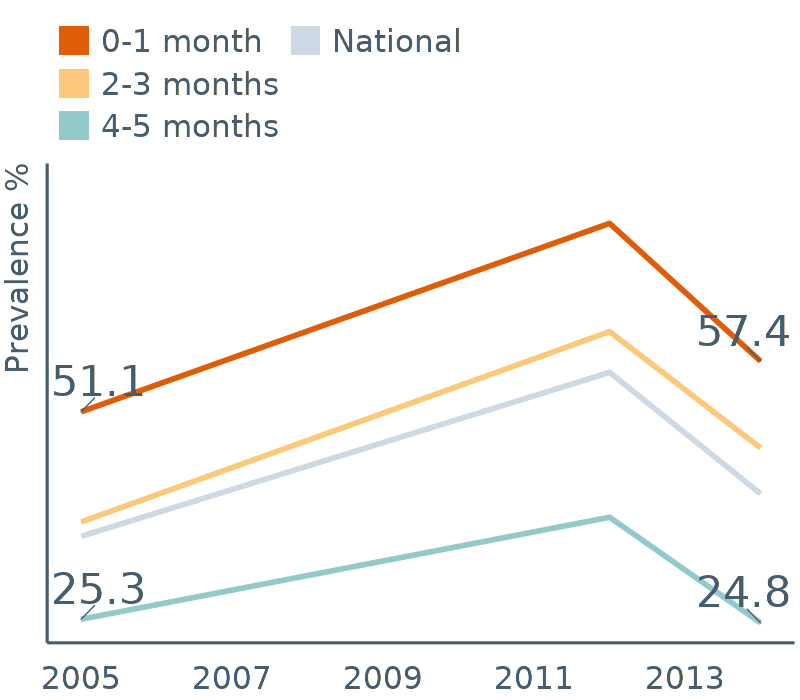 0-1 month National
2-3 months
4-5 months
Prevalence %
51.1
57.4
25.3
24.8
2005 2007 2009 2011 2013